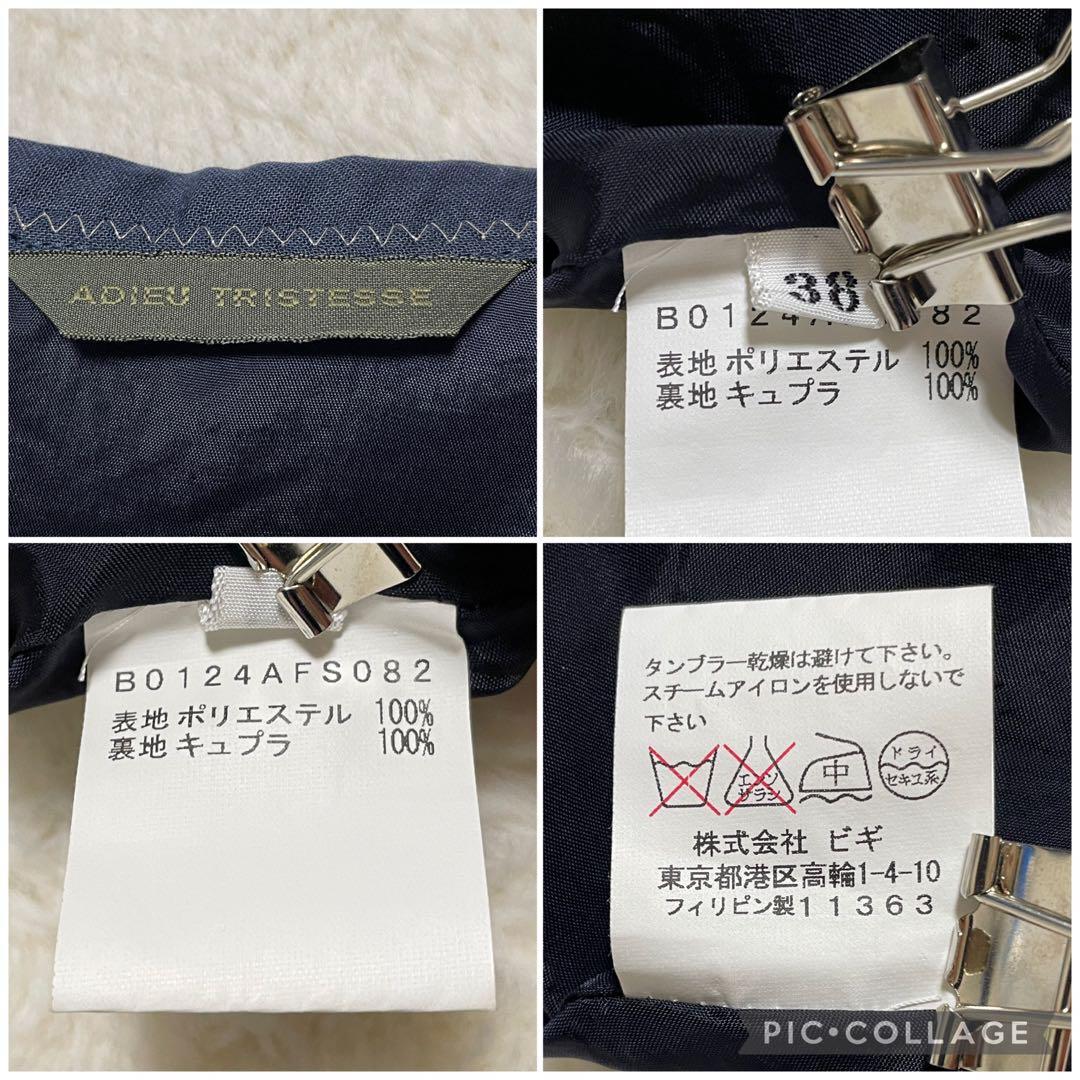 ADIEU TRISTESSE
38
B0124A 82
表地 ポリエステル 100%
裏地 キュプラ 100%
B0124AFS082
表地 ポリエステル 100%
裏地 キュプラ 100%
タンブラー乾燥は避けて下さい。
スチームアイロンを使用しないで
下さい
エンソ
サラシ
中
ドライ
セキユ系
株式会社 ビギ
東京都港区高輪1-4-10
フィリピン製11363
PIC•COLLAGE